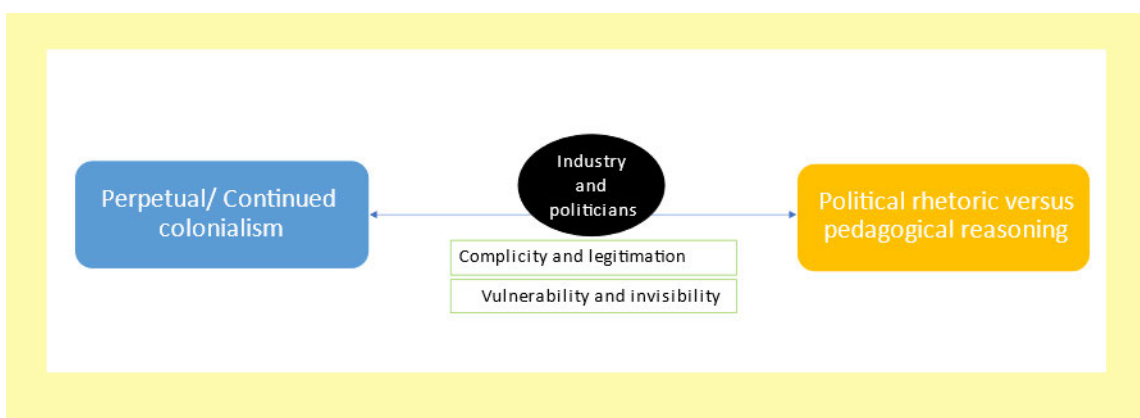 Perpetual/ Continued
colonialism
Industry
and
politicians
Complicity and legitimation
Vulnerability and invisibility
Political rhetoric versus
pedagogical reasoning